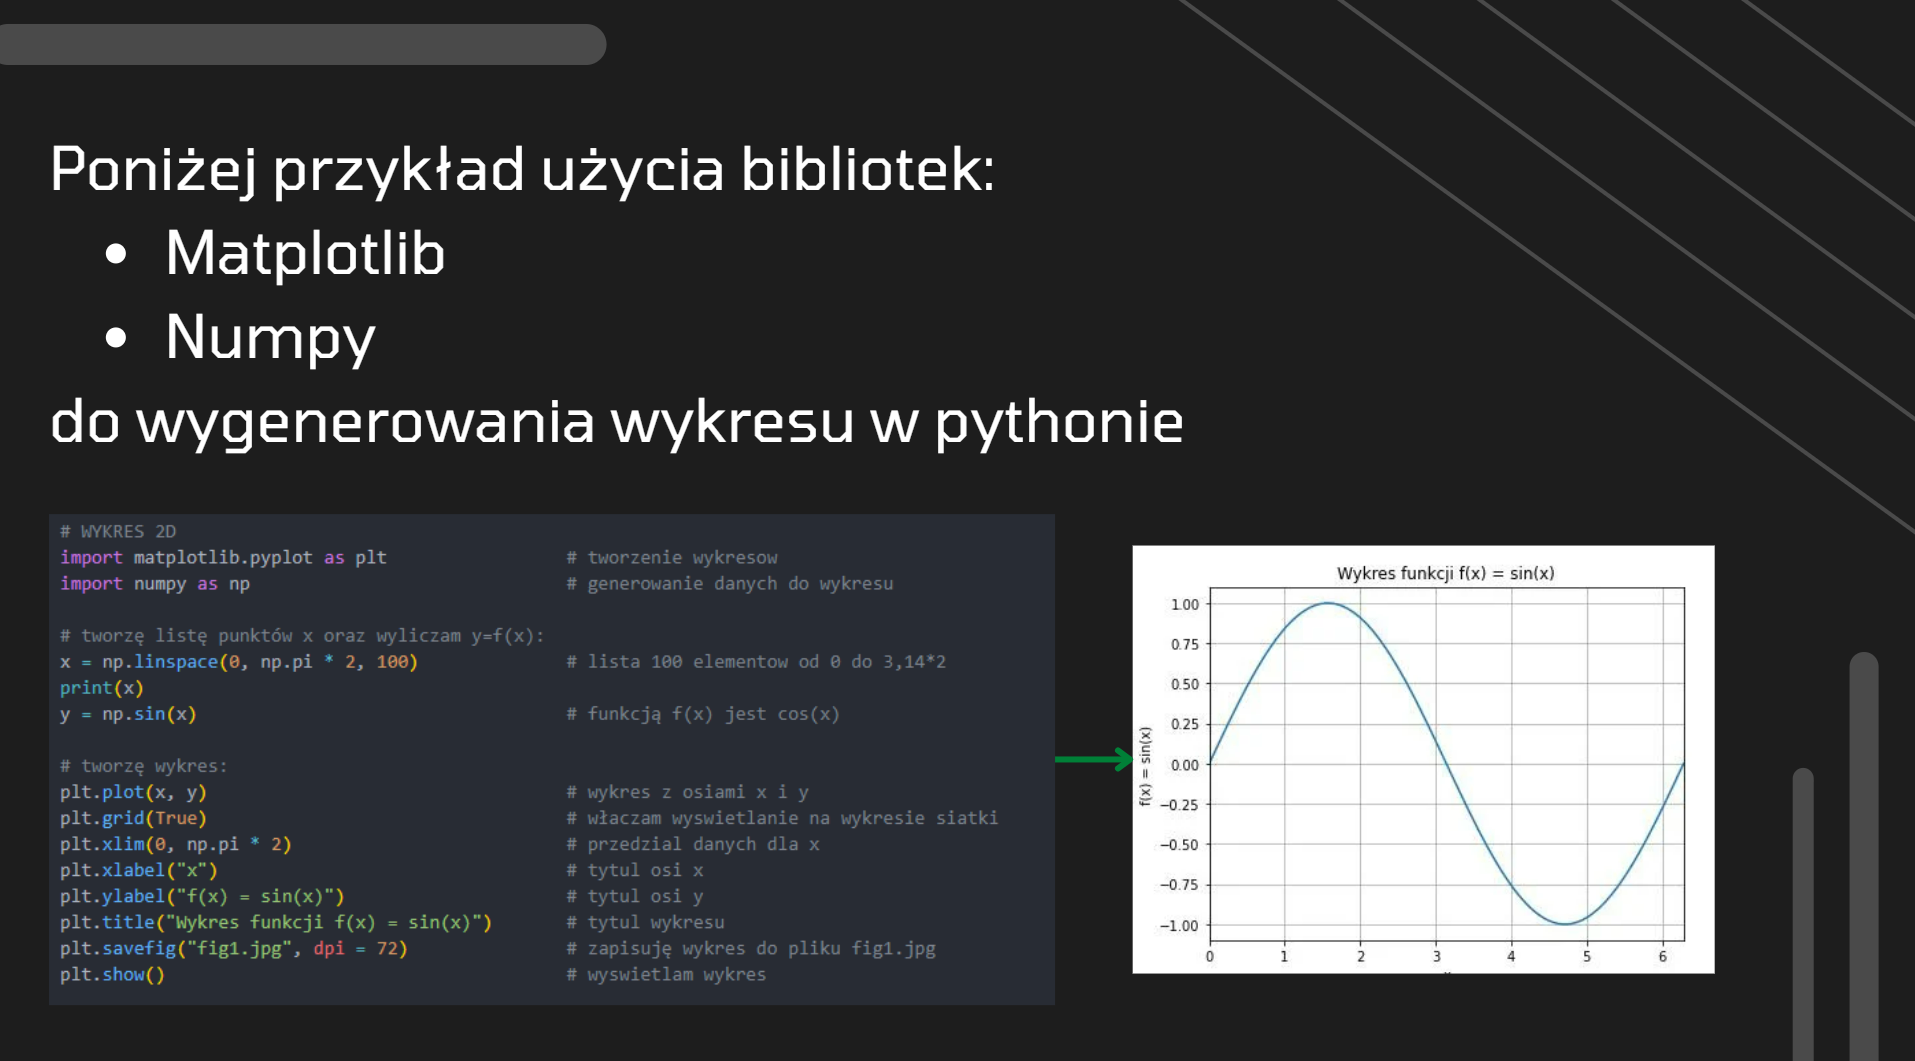 Poniżej przykład użycia bibliotek:
• Matplotlib
• Numpy
do wygenerowania wykresu w pythonie
# WYKRES 2D
import matplotlib.pyplot as plt # tworzenie wykresow
import numpy as np # generowanie danych do wykresu
# tworzę listę punktów x oraz wyliczam y=f(x):
x = np.linspace(0, np.pi * 2, 100) # lista 100 elementow od 0 do 3,14*2
print(x)
y = np.sin(x) # funkcją f(x) jest cos(x)
# tworzę wykres:
plt.plot(x, y) # wykres z osiami x i y
plt.grid(True) # właczam wyswietlanie na wykresie siatki
plt.xlim(0, np.pi * 2) # przedzial danych dla x
plt.xlabel("x") # tytul osi x
plt.ylabel("f(x) = sin(x)") # tytul osi y
plt.title("Wykres funkcji f(x) = sin(x)") # tytul wykresu
plt.savefig("fig1.jpg", dpi = 72) # zapisuję wykres do pliku fig1.jpg
plt.show() # wyswietlam wykres
Wykres funkcji f(x) = sin(x)
f(x) = sin(x)
1.00
0.75
0.50
0.25
0.00
−0.25
−0.50
−0.75
−1.00
0 1 2 3 4 5 6